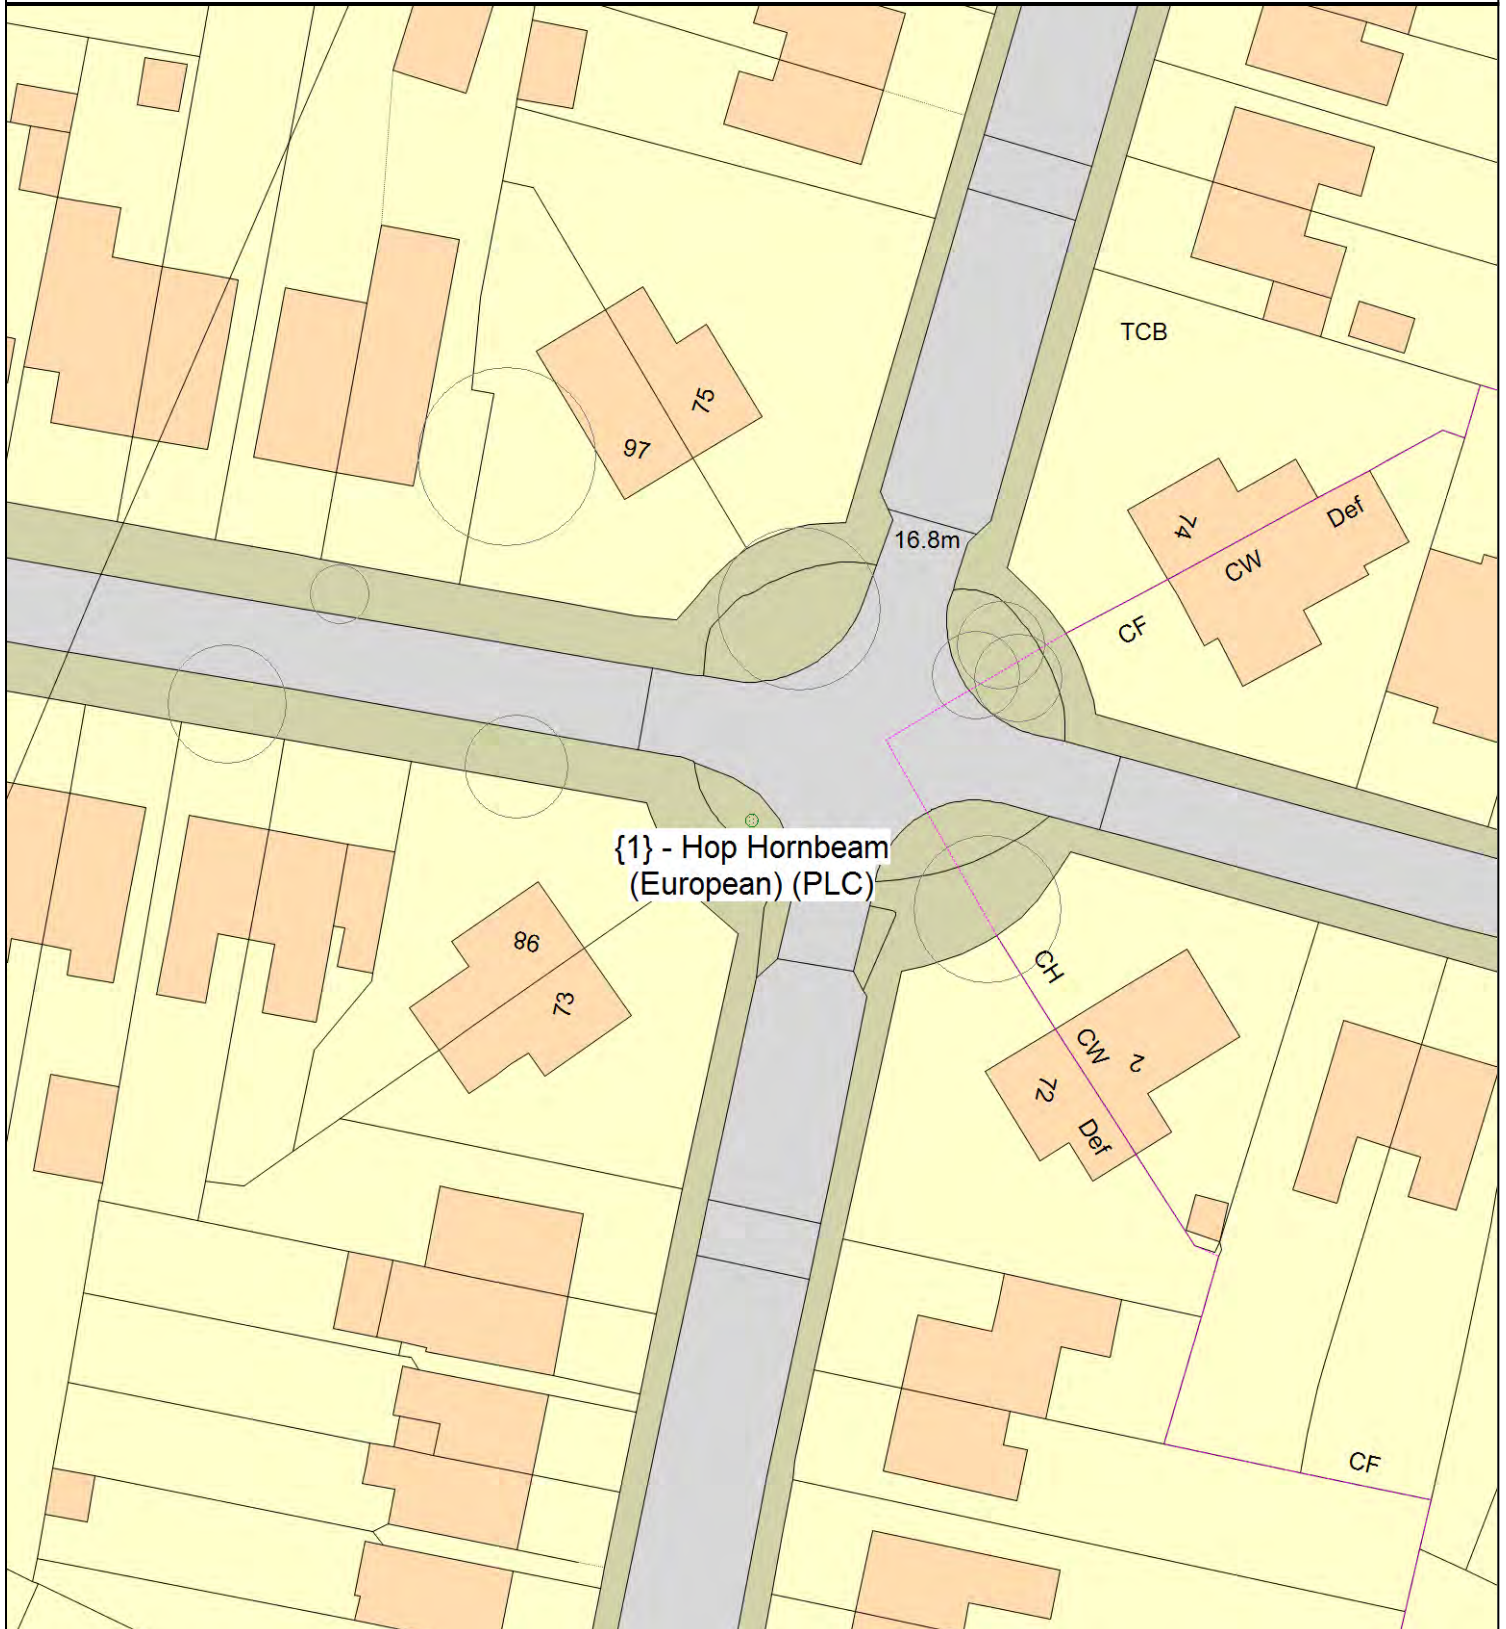 TCB
75
97
74
Def
16.8m
CW
CF
{1} - Hop Hornbeam
(European) (PLC)
86
73
CH
CW
2
72
Def
CF